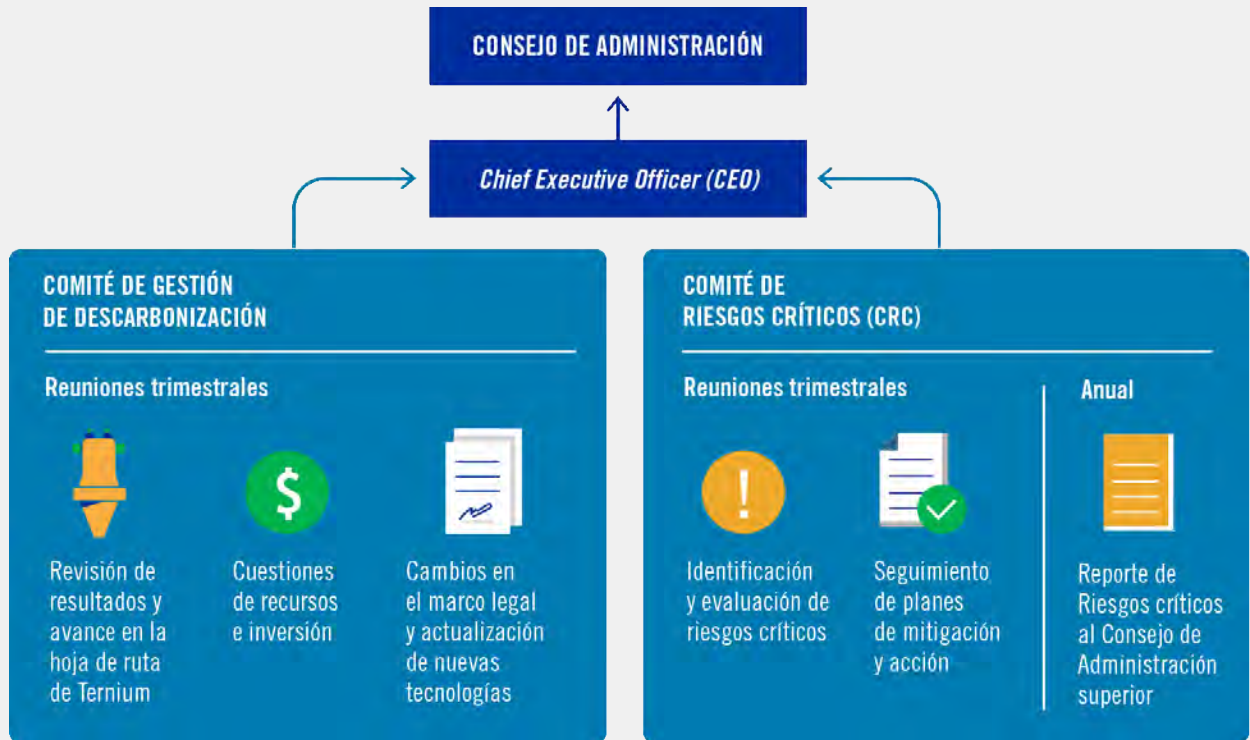 CONSEJO DE ADMINISTRACIÓN
Chief Executive Officer (CEO)
COMITÉ DE GESTIÓN
DE DESCARBONIZACIÓN
Reuniones trimestrales
$
Revisión de
resultados y
avance en la
hoja de ruta
de Ternium
Cuestiones
de recursos
e inversión
Cambios en
el marco legal
y actualización
de nuevas
tecnologías
COMITÉ DE
RIESGOS CRÍTICOS (CRC)
Reuniones trimestrales
!
Identificación
y evaluación de
riesgos críticos
Seguimiento
de planes
de mitigación
y acción
Anual
Reporte de
Riesgos críticos
al Consejo de
Administración
superior